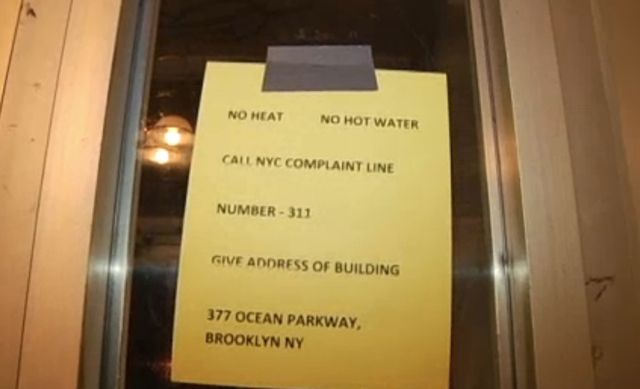 NO HEAT NO HOT WATER
CALL NYC COMPLAINT LINE
NUMBER - 311
GIVE ADDRESS OF BUILDING
377 OCEAN PARKWAY,
BROOKLYN NY